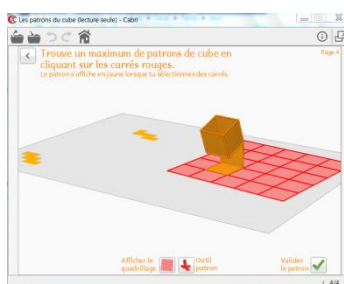 Les patrons du cube (lecture seule) - Cabri
Trouve un maximum de patrons de cube en
cliquant sur les carrés rouges.
Page 4
Le patron s'affiche en jaune lorsque tu sélectionnes des carrés.
Afficher le
quadrillage
Outil
patron
Valider
le patron
4/4